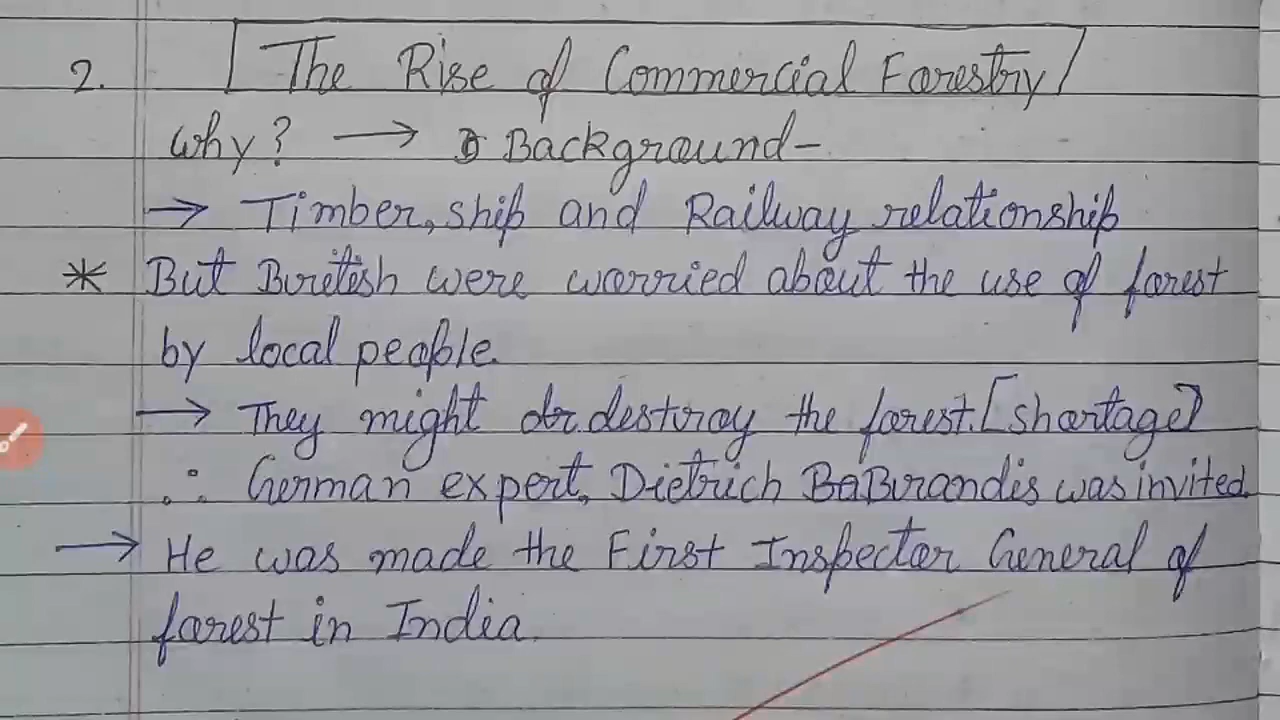 2. The Rise of Commercial Forestry
Why? → Background-
→ Timber, ship and Railway relationship
* But British were worried about the use of forest
by local people.
→ They might destroy the forest. [shortage]
∴ German expert, Dietrich Brandis was invited.
→ He was made the First Inspector General of
forest in India.